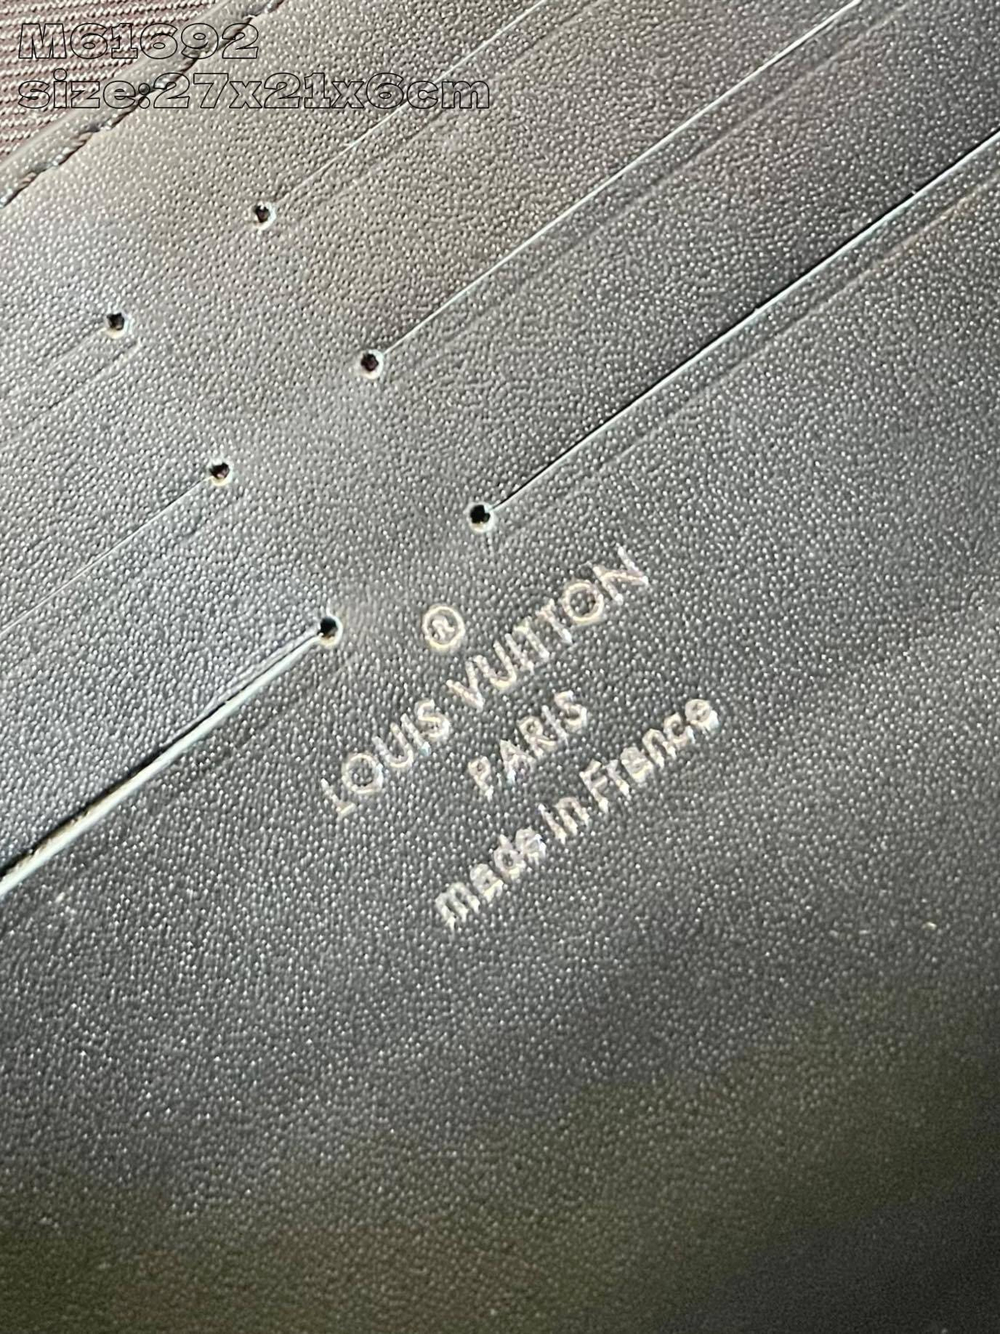 M61692
size:27x21x6cm
®
LOUIS VUITTON
PARIS
made in France